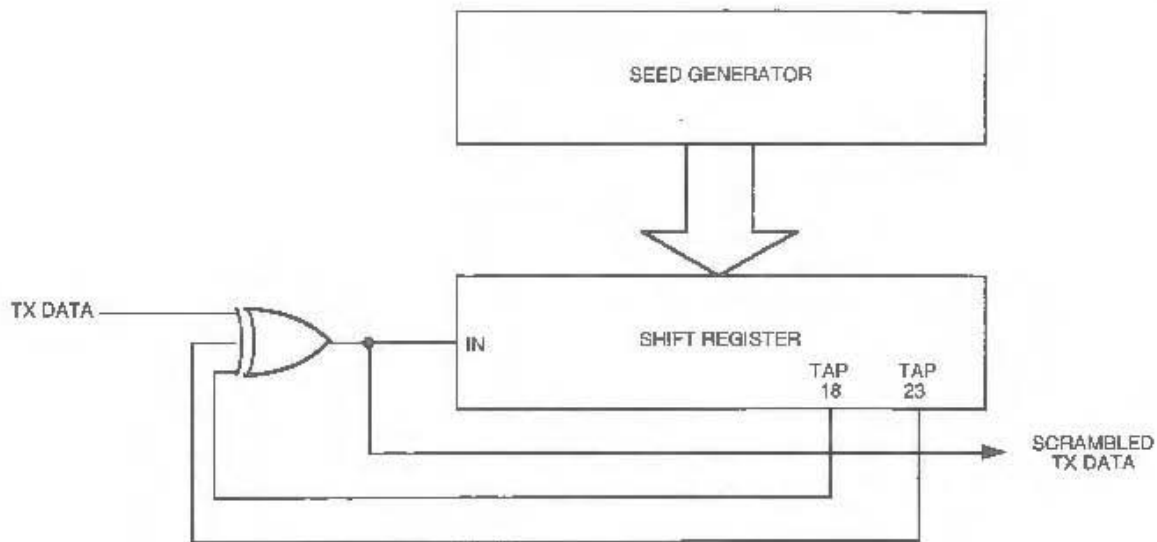 SEED GENERATOR
TX DATA
IN
SHIFT REGISTER
TAP
18
TAP
23
SCRAMBLED
TX DATA